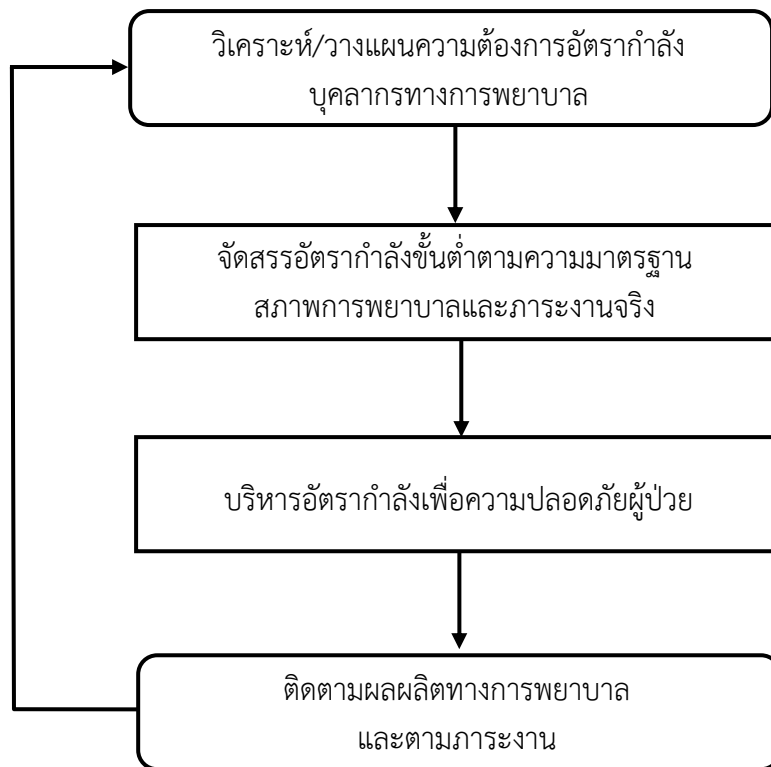 วิเคราะห์/วางแผนความต้องการอัตรากำลัง
บุคลากรทางการพยาบาล
จัดสรรอัตรากำลังขั้นต่ำตามความมาตรฐาน
สภาพการพยาบาลและภาระงานจริง
บริหารอัตรากำลังเพื่อความปลอดภัยผู้ป่วย
ติดตามผลผลิตทางการพยาบาล
และตามภาระงาน